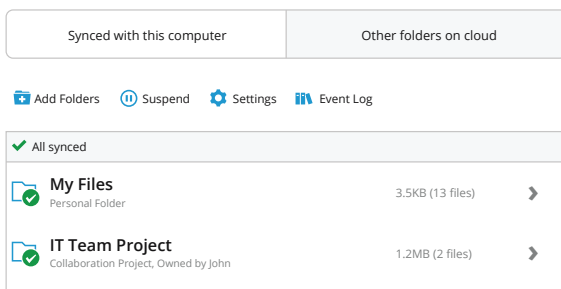 Synced with this computer
Other folders on cloud
Add Folders
Suspend
Settings
Event Log
All synced
My Files
Personal Folder
3.5KB (13 files)
IT Team Project
Collaboration Project, Owned by John
1.2MB (2 files)